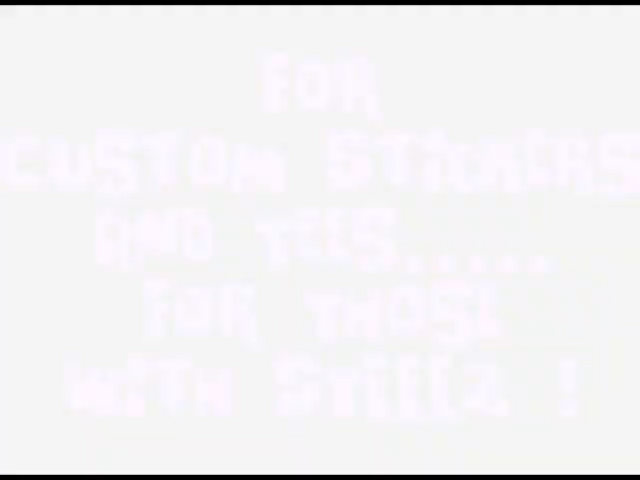 FOR
CUSTOM STICKERS
AND TEES.....
FOR THOSE
WITH !